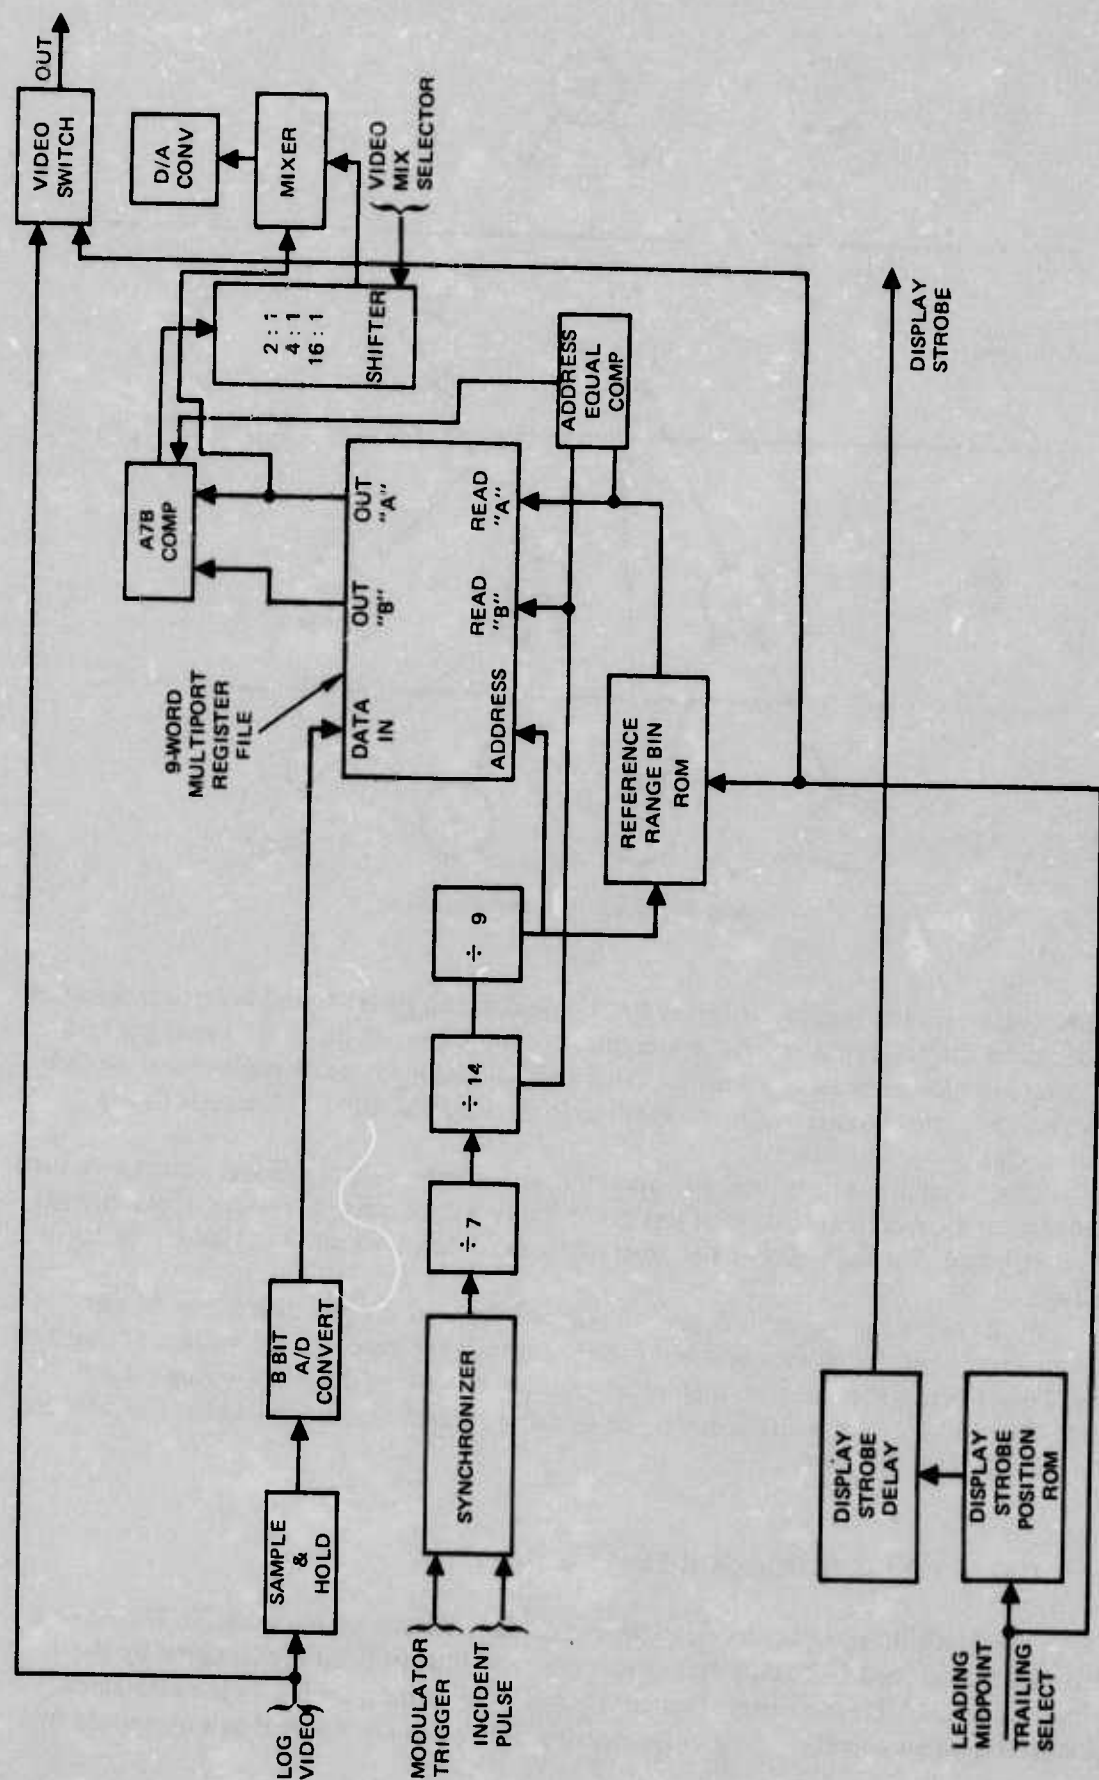 LOG
VIDEO
SAMPLE
&
HOLD
B BIT
A/D
CONVERT
9-WORD
MULTIPORT
REGISTER
FILE
DATA
IN
OUT
"B"
OUT
"A"
ADDRESS
READ
"B"
READ
"A"
A7B
COMP
2 : 1
4 : 1
16 : 1
SHIFTER
VIDEO
MIX
SELECTOR
MIXER
D/A
CONV
VIDEO
SWITCH
OUT
MODULATOR
TRIGGER
INCIDENT
PULSE
SYNCHRONIZER
÷ 7
÷ 14
÷ 9
ADDRESS
EQUAL
COMP
REFERENCE
RANGE BIN
ROM
LEADING
MIDPOINT
TRAILING
SELECT
DISPLAY
STROBE
DELAY
DISPLAY
STROBE
POSITION
ROM
DISPLAY
STROBE